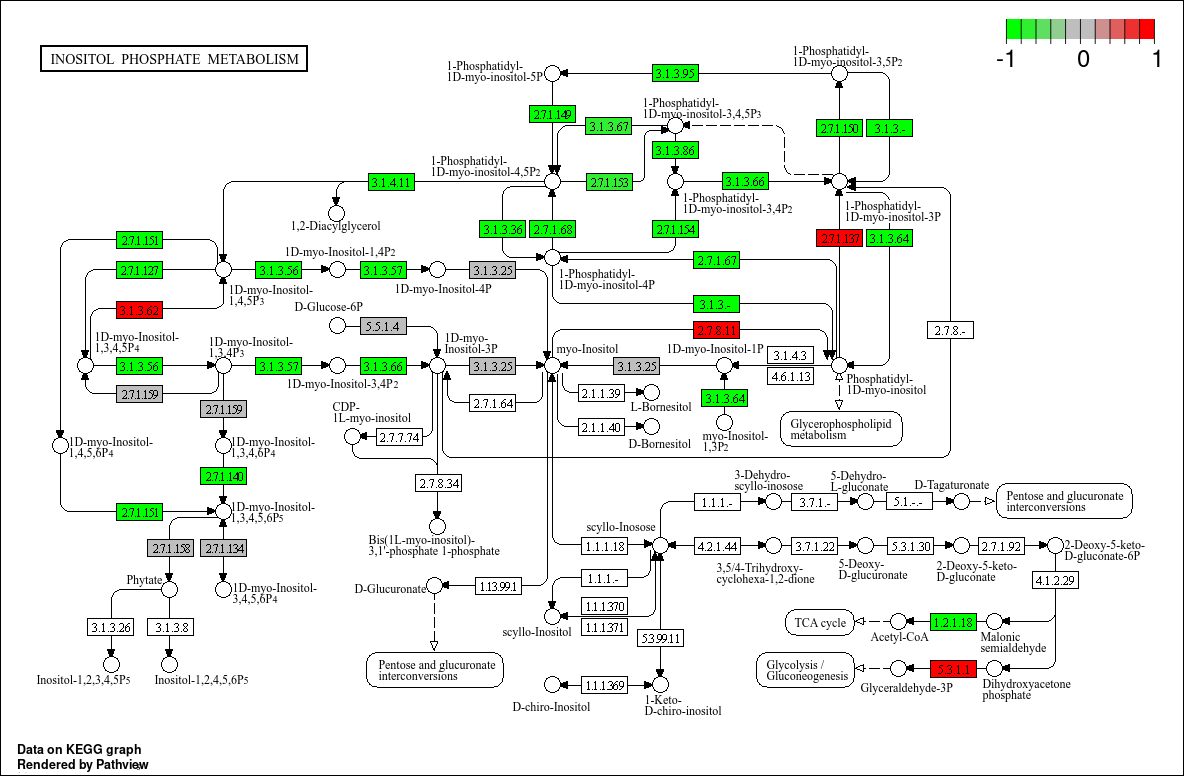 INOSITOL PHOSPHATE METABOLISM
-1 0 1
1-Phosphatidyl-
1D-myo-inositol-5P
3.1.3.95
1-Phosphatidyl-
1D-myo-inositol-3,5P2
2.7.1.149
3.1.3.67
1-Phosphatidyl-
1D-myo-inositol-3,4,5P3
2.7.1.150
3.1.3.-
3.1.3.86
1-Phosphatidyl-
1D-myo-inositol-4,5P2
3.1.4.11
2.7.1.153
3.1.3.66
1,2-Diacylglycerol
1-Phosphatidyl-
1D-myo-inositol-3,4P2
1-Phosphatidyl-
1D-myo-inositol-3P
3.1.3.36
2.7.1.68
2.7.1.154
2.7.1.137
3.1.3.64
2.7.1.151
1D-myo-Inositol-1,4P2
2.7.1.127
3.1.3.56
3.1.3.57
3.1.3.25
2.7.1.67
1D-myo-Inositol-
1,4,5P3
1D-myo-Inositol-4P
1-Phosphatidyl-
1D-myo-inositol-4P
3.1.3.62
D-Glucose-6P
3.1.3.-
5.5.1.4
2.7.8.11
2.7.8.-
1D-myo-Inositol-
1,3,4,5P4
1D-myo-Inositol-
1,3,4P3
1D-myo-
Inositol-3P
myo-Inositol
1D-myo-Inositol-1P
3.1.4.3
4.6.1.13
3.1.3.56
3.1.3.57
3.1.3.66
3.1.3.25
3.1.3.25
1D-myo-Inositol-3,4P2
Phosphatidyl-
1D-myo-inositol
2.7.1.159
2.7.1.159
2.7.1.64
2.1.1.39
L-Bornesitol
3.1.3.64
CDP-
1L-myo-inositol
2.7.7.74
2.1.1.40
D-Bornesitol
myo-Inositol-
1,3P2
Glycerophospholipid
metabolism
1D-myo-Inositol-
1,4,5,6P4
1D-myo-Inositol-
1,3,4,6P4
2.7.1.140
2.7.8.34
3-Dehydro-
scyllo-inosose
5-Dehydro-
L-gluconate
D-Tagaturonate
1.1.1.-
3.7.1.-
5.1.-.-
Pentose and glucuronate
interconversions
2.7.1.151
1D-myo-Inositol-
1,3,4,5,6P5
Bis(1L-myo-inositol)-
3,1'-phosphate 1-phosphate
scyllo-Inosose
2.7.1.158
2.7.1.134
1.1.1.18
4.2.1.44
3.7.1.22
5.3.1.30
2.7.1.92
2-Deoxy-5-keto-
D-gluconate-6P
3,5/4-Trihydroxy-
cyclohexa-1,2-dione
5-Deoxy-
D-glucuronate
2-Deoxy-5-keto-
D-gluconate
Phytate
1D-myo-Inositol-
3,4,5,6P4
D-Glucuronate
1.13.99.1
1.1.1.-
4.1.2.29
1.1.1.370
1.1.1.371
scyllo-Inositol
3.1.3.26
3.1.3.8
5.3.99.11
TCA cycle
Acetyl-CoA
1.2.1.18
Malonic
semialdehyde
Inositol-1,2,3,4,5P5
Inositol-1,2,4,5,6P5
Pentose and glucuronate
interconversions
Glycolysis /
Gluconeogenesis
Glyceraldehyde-3P
5.3.1.1
Dihydroxyacetone
phosphate
D-chiro-Inositol
1.1.1.369
1-Keto-
D-chiro-inositol
Data on KEGG graph
Rendered by Pathview